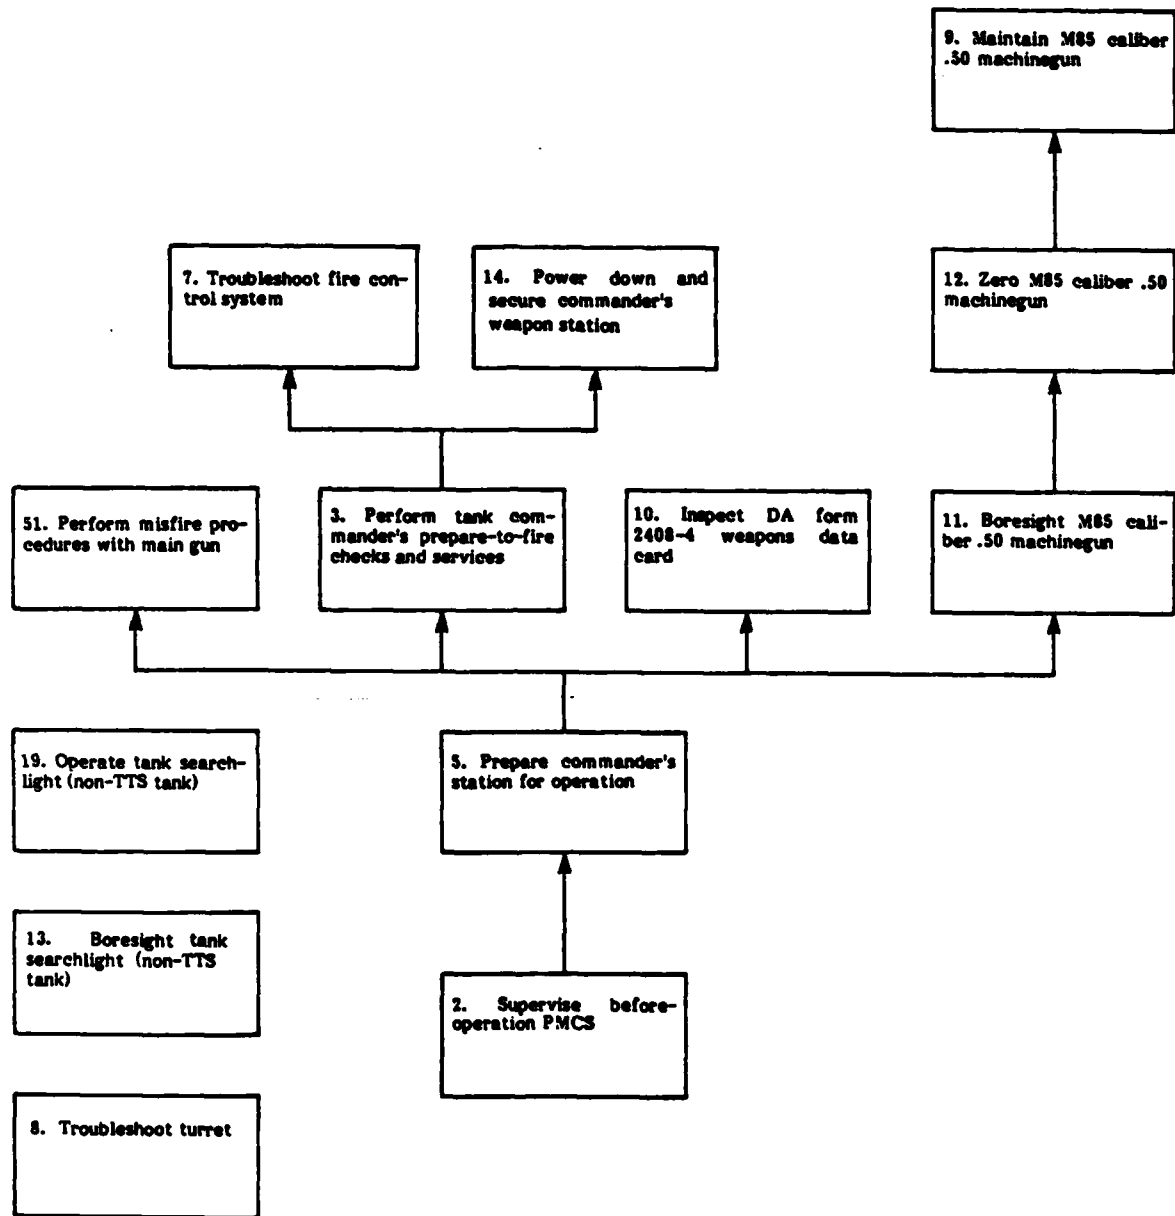 9. Maintain M85 caliber
.50 machinegun
7. Troubleshoot fire con-
trol system
14. Power down and
secure commander's
weapon station
12. Zero M85 caliber .50
machinegun
51. Perform misfire pro-
cedures with main gun
3. Perform tank com-
mander's prepare-to-fire
checks and services
10. Inspect DA form
2408-4 weapons data
card
11. Boresight M85 cali-
ber .50 machinegun
19. Operate tank search-
light (non-TTS tank)
5. Prepare commander's
station for operation
13. Boresight tank
searchlight (non-TTS
tank)
2. Supervise before-
operation PMCS
8. Troubleshoot turret